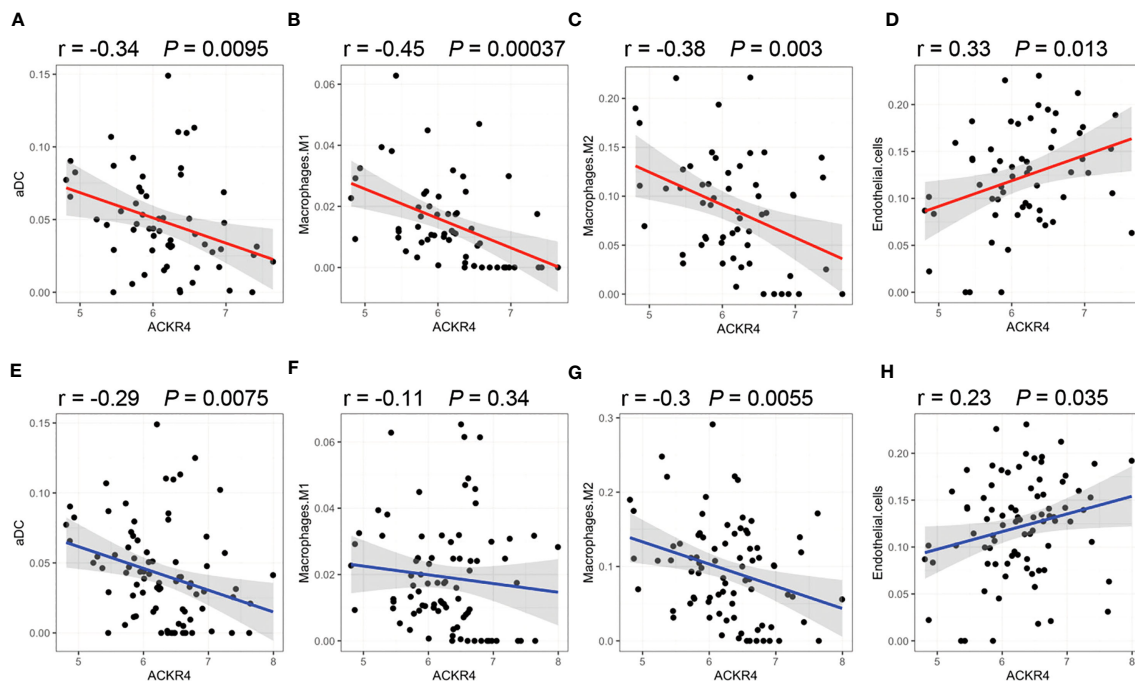 A
r = -0.34 P = 0.0095
aDC
0.15
0.10
0.05
0.00
5 6 7
ACKR4
B
r = -0.45 P = 0.00037
Macrophages.M1
0.06
0.04
0.02
0.00
5 6 7
ACKR4
C
r = -0.38 P = 0.003
Macrophages.M2
0.20
0.15
0.10
0.05
0.00
5 6 7
ACKR4
D
r = 0.33 P = 0.013
Endothelial.cells
0.20
0.15
0.10
0.05
0.00
5 6 7
ACKR4
E
r = -0.29 P = 0.0075
aDC
0.15
0.10
0.05
0.00
5 6 7 8
ACKR4
F
r = -0.11 P = 0.34
Macrophages.M1
0.06
0.04
0.02
0.00
5 6 7 8
ACKR4
G
r = -0.3 P = 0.0055
Macrophages.M2
0.3
0.2
0.1
0.0
5 6 7 8
ACKR4
H
r = 0.23 P = 0.035
Endothelial.cells
0.20
0.15
0.10
0.05
0.00
5 6 7 8
ACKR4